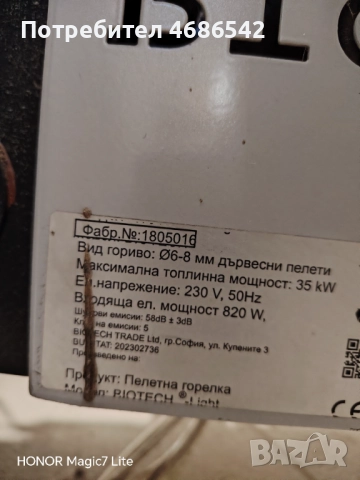 Потребител 4686542
Фабр.№:1805016
Вид гориво: Ø6-8 мм дървесни пелети
Максимална топлинна мощност: 35 kW
Ел.напрежение: 230 V, 50Hz
Входяща ел. мощност 820 W,
Шумови емисии: 58dB ± 3dB
Клас на емисии: 5
BIOTECH TRADE Ltd, гр.София, ул. Купените 3
BULSTAT: 202302736
Произведено на:
Продукт: Пелетна горелка
Модел: BIOTECH ® Light
CE
HONOR Magic7 Lite
BAZAR